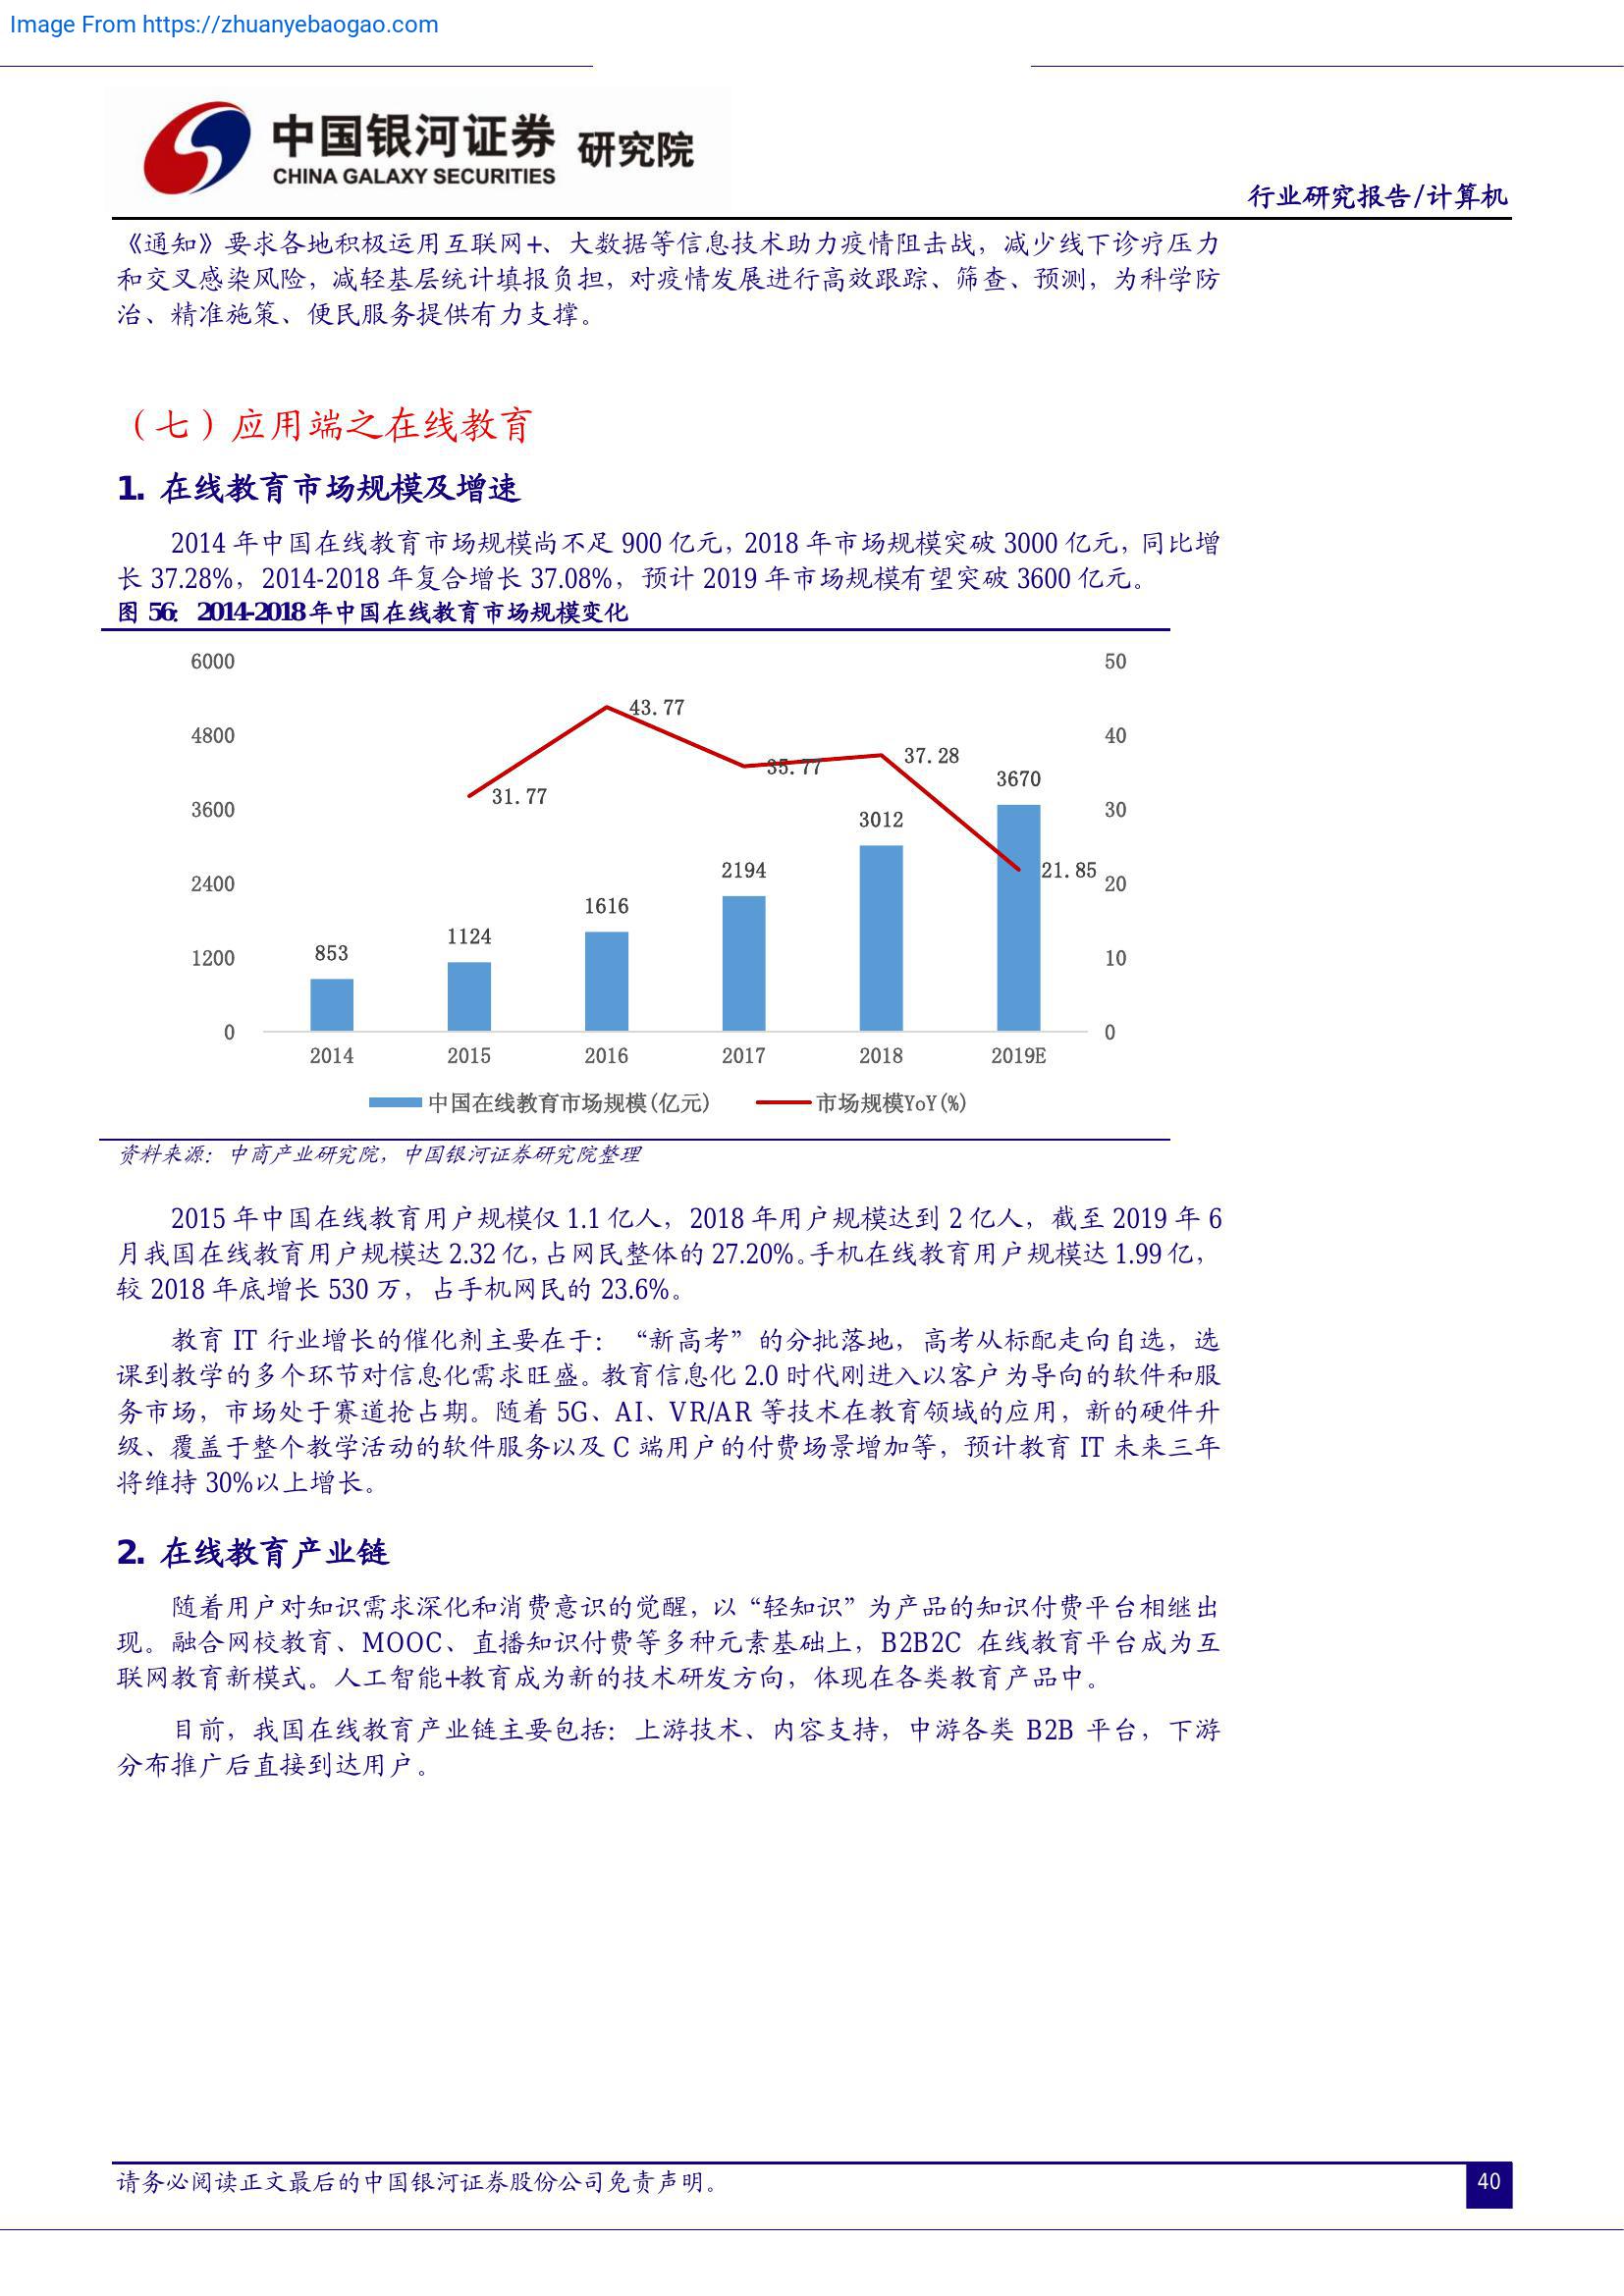 Image From https://zhuanyebaogao.com
中国银河证券 研究院
CHINA GALAXY SECURITIES
行业研究报告/计算机
《通知》要求各地积极运用互联网+、大数据等信息技术助力疫情阻击战，减少线下诊疗压力
和交叉感染风险，减轻基层统计填报负担，对疫情发展进行高效跟踪、筛查、预测，为科学防
治、精准施策、便民服务提供有力支撑。
（七）应用端之在线教育
1. 在线教育市场规模及增速
2014 年中国在线教育市场规模尚不足 900 亿元，2018 年市场规模突破 3000 亿元，同比增
长 37.28%，2014-2018 年复合增长 37.08%，预计 2019 年市场规模有望突破 3600 亿元。
图 56：2014-2018 年中国在线教育市场规模变化
6000
4800
3600
2400
1200
0
50
40
30
20
10
0
31.77
43.77
35.77
37.28
21.85
853
1124
1616
2194
3012
3670
2014
2015
2016
2017
2018
2019E
中国在线教育市场规模(亿元)
市场规模YoY(%)
资料来源：中商产业研究院，中国银河证券研究院整理
2015 年中国在线教育用户规模仅 1.1 亿人，2018 年用户规模达到 2 亿人，截至 2019 年 6
月我国在线教育用户规模达 2.32 亿，占网民整体的 27.20%。手机在线教育用户规模达 1.99 亿，
较 2018 年底增长 530 万，占手机网民的 23.6%。
教育 IT 行业增长的催化剂主要在于：“新高考”的分批落地，高考从标配走向自选，选
课到教学的多个环节对信息化需求旺盛。教育信息化 2.0 时代刚进入以客户为导向的软件和服
务市场，市场处于赛道抢占期。随着 5G、AI、VR/AR 等技术在教育领域的应用，新的硬件升
级、覆盖于整个教学活动的软件服务以及 C 端用户的付费场景增加等，预计教育 IT 未来三年
将维持 30%以上增长。
2. 在线教育产业链
随着用户对知识需求深化和消费意识的觉醒，以“轻知识”为产品的知识付费平台相继出
现。融合网校教育、MOOC、直播知识付费等多种元素基础上，B2B2C 在线教育平台成为互
联网教育新模式。人工智能+教育成为新的技术研发方向，体现在各类教育产品中。
目前，我国在线教育产业链主要包括：上游技术、内容支持，中游各类 B2B 平台，下游
分布推广后直接到达用户。
请务必阅读正文最后的中国银河证券股份公司免责声明。
40